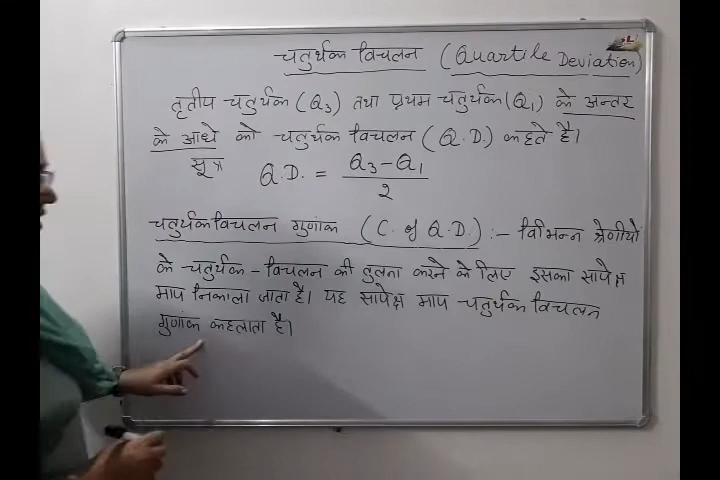 चतुर्थक विचलन (Quartile Deviation)
तृतीय चतुर्थक (Q3) तथा प्रथम चतुर्थक (Q1) के अन्तर
के आधे को चतुर्थक विचलन (Q.D.) कहते है।
सूत्र Q.D. = Q3-Q1/2
चतुर्थक विचलन गुणांक (C. of Q.D.) :- विभिन्न श्रेणीयो
के चतुर्थक - विचलन की तुलना करने के लिए इसका सापेक्ष
माप निकाला जाता है। यह सापेक्ष माप चतुर्थक विचलन
गुणांक कहलाता है।